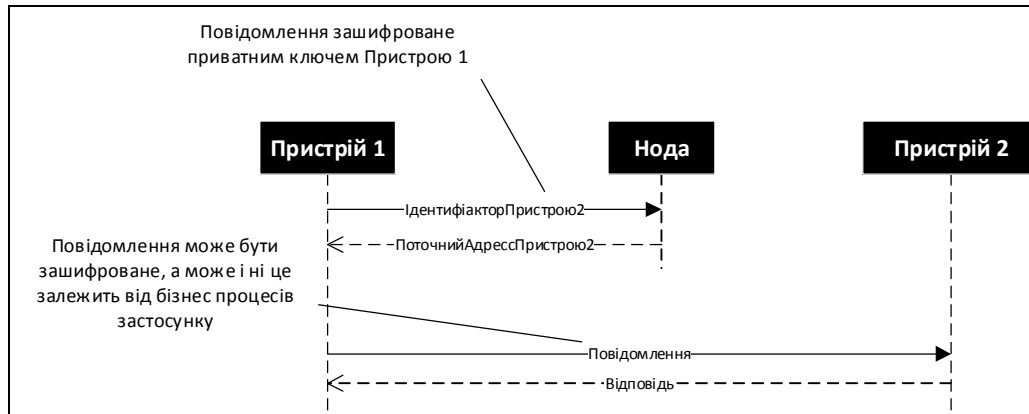 Повідомлення зашифроване
приватним ключем Пристрою 1
Пристрій 1
Нода
Пристрій 2
ІдентифіакторПристрою2
ПоточнийАдрессПристрою2
Повідомлення може бути
зашифроване, а може і ні це
залежить від бізнес процесів
застосунку
Повідомлення
Відповідь